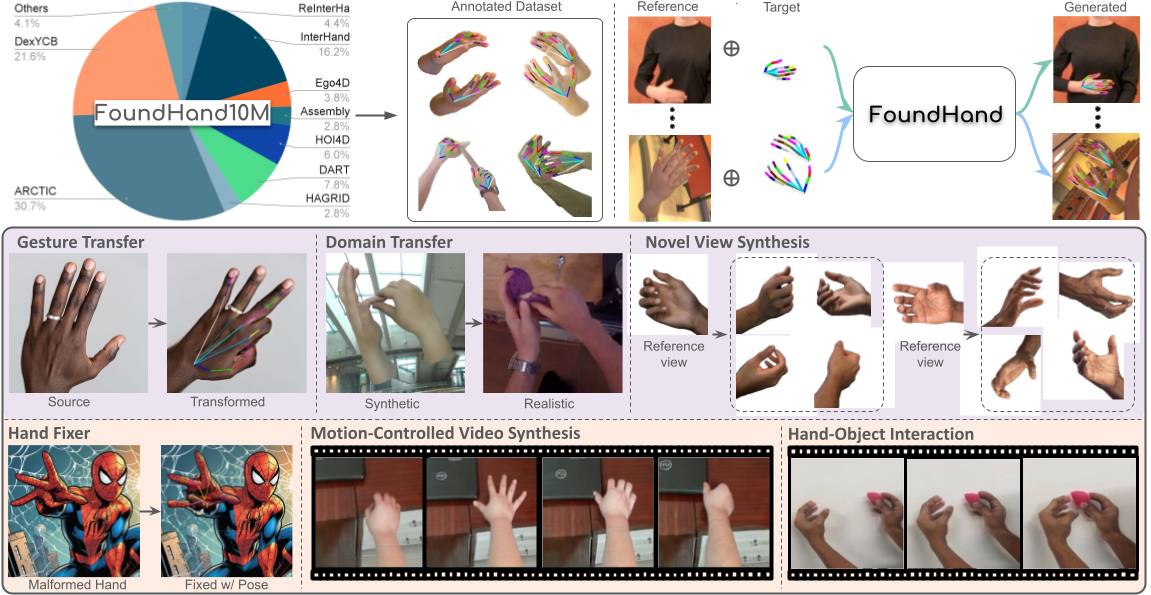 Others
4.1%
DexYCB
21.6%
ARCTIC
30.7%
FoundHand10M
ReInterHa
4.4%
InterHand
16.2%
Ego4D
3.8%
Assembly
2.8%
HOI4D
6.0%
DART
7.8%
HAGRID
2.8%
Annotated Dataset
Reference
Target
Generated
FoundHand
Gesture Transfer
Source
Transformed
Domain Transfer
Synthetic
Realistic
Novel View Synthesis
Reference
view
Reference
view
Hand Fixer
Malformed Hand
Fixed w/ Pose
Motion-Controlled Video Synthesis
Hand-Object Interaction